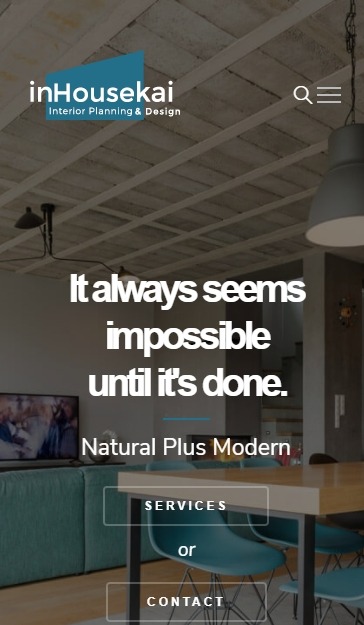 inHousekai
Interior Planning & Design
It always seems
impossible
until it's done.
Natural Plus Modern
SERVICES
or
CONTACT